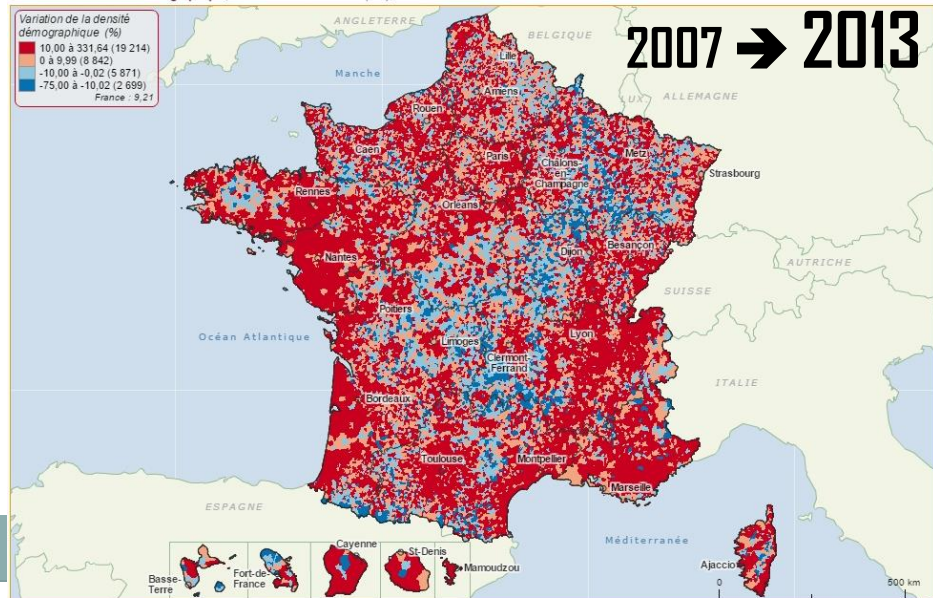 Variation de la densité
démographique (%)
10,00 à 331,64 (19 214)
0 à 9,99 (8 842)
-10,00 à -0,02 (5 871)
-75,00 à -10,02 (2 699)
France : 9,21
2007 → 2013
ANGLETERRE
BELGIQUE
LUX
ALLEMAGNE
Manche
Lille
Amiens
Rouen
Caen
Paris
Châlons-
en-
Champagne
Metz
Strasbourg
Rennes
Orléans
Nantes
Dijon
Besançon
AUTRICHE
SUISSE
Poitiers
Océan Atlantique
Limoges
Clermont-
Ferrand
Lyon
ITALIE
Bordeaux
Toulouse
Montpellier
Marseille
ESPAGNE
Méditerranée
Ajaccio
Basse-
Terre
Fort-de-
France
Cayenne
St-Denis
Mamoudzou
0
500 km